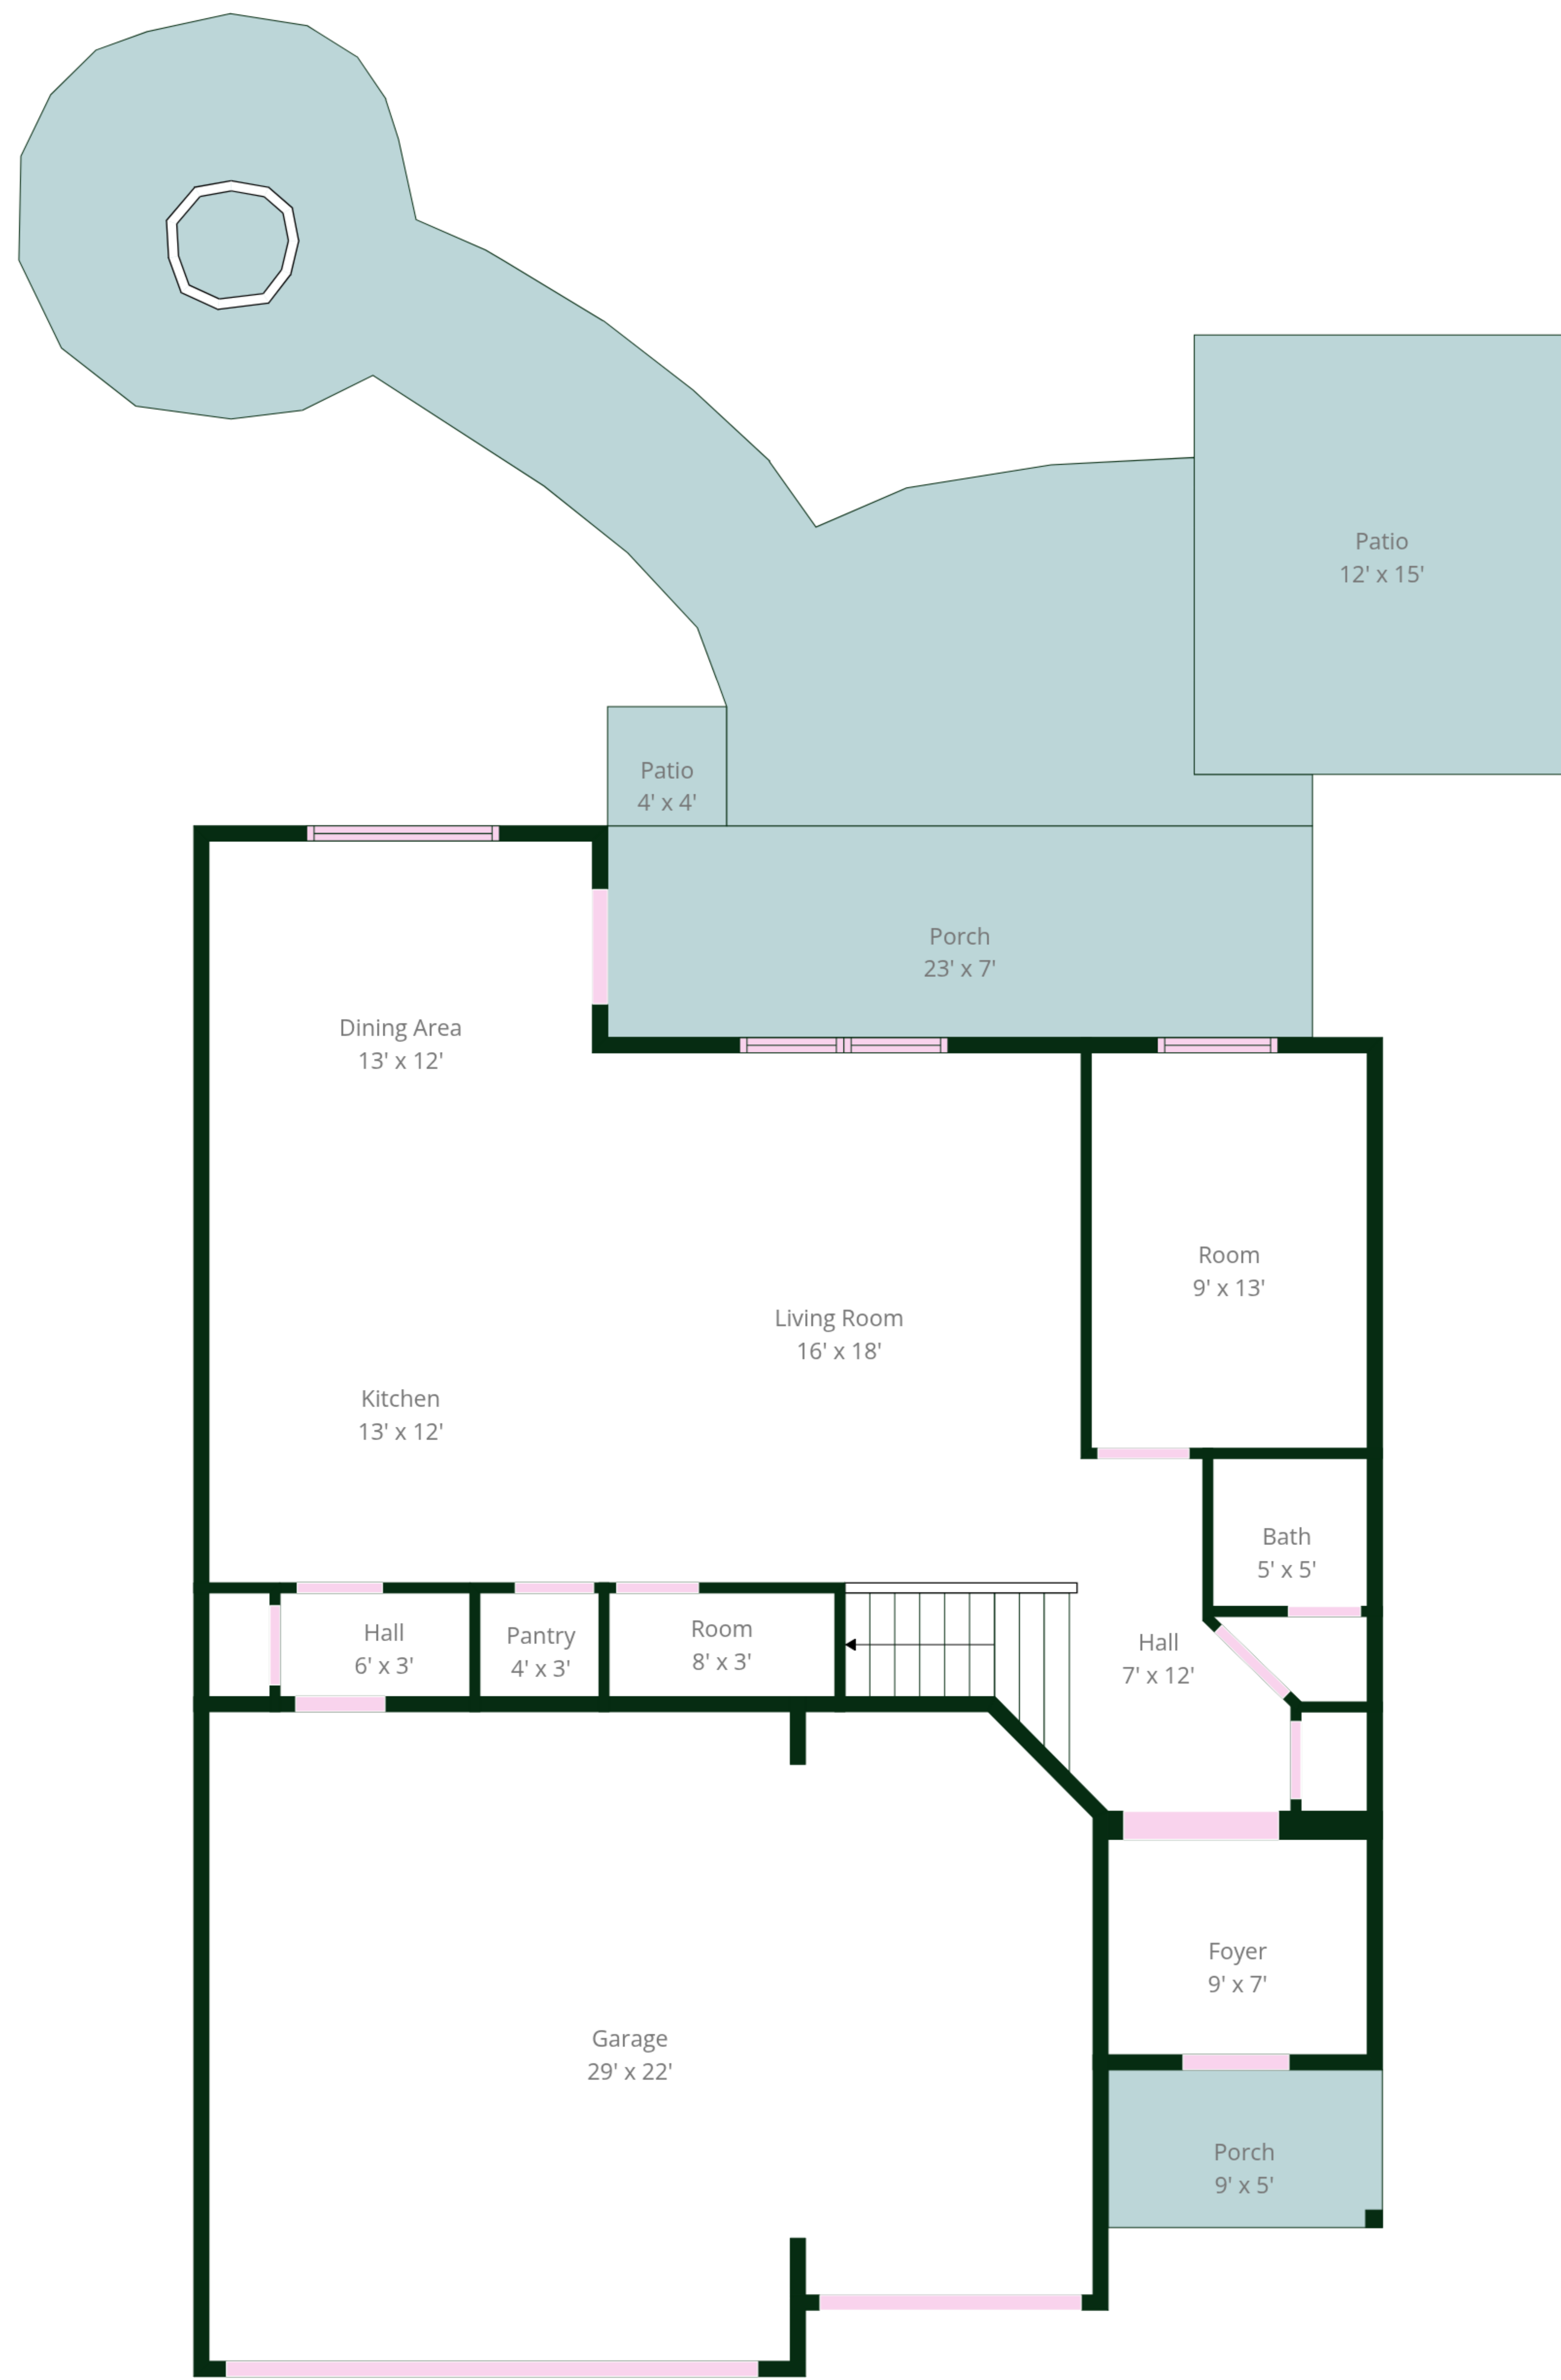 Patio
12' x 15'
Patio
4' x 4'
Porch
23' x 7'
Dining Area
13' x 12'
Room
9' x 13'
Living Room
16' x 18'
Kitchen
13' x 12'
Bath
5' x 5'
Hall
6' x 3'
Pantry
4' x 3'
Room
8' x 3'
Hall
7' x 12'
Foyer
9' x 7'
Garage
29' x 22'
Porch
9' x 5'